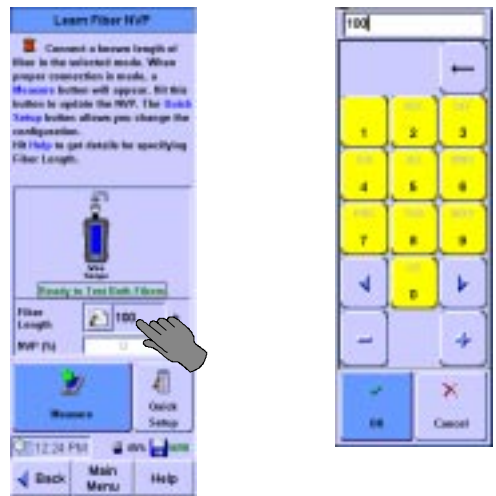 Learn Fiber NVP
Connect a known length of
fiber in the selected mode. When
proper connection is made, a
Measure button will appear. Hit this
button to update the NVP. The Quick
Setup button allows you change the
configuration.
Hit Help to get details for specifying
Fiber Length.
Ready to Test Both Fibers
Fiber
Length
100
NVP (%)
Measure
Quick
Setup
12:24 PM
Back
Main
Menu
Help
100
1
2
3
4
5
6
7
8
9
0
OK
Cancel